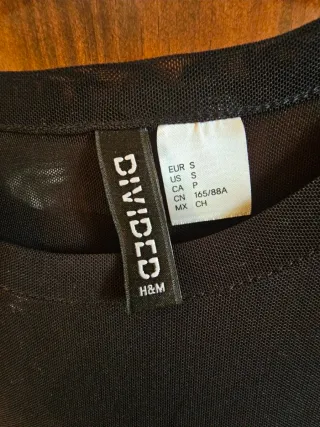 DIVIDED
H&M
EUR S
US S
CA P
CN 165/88A
MX CH